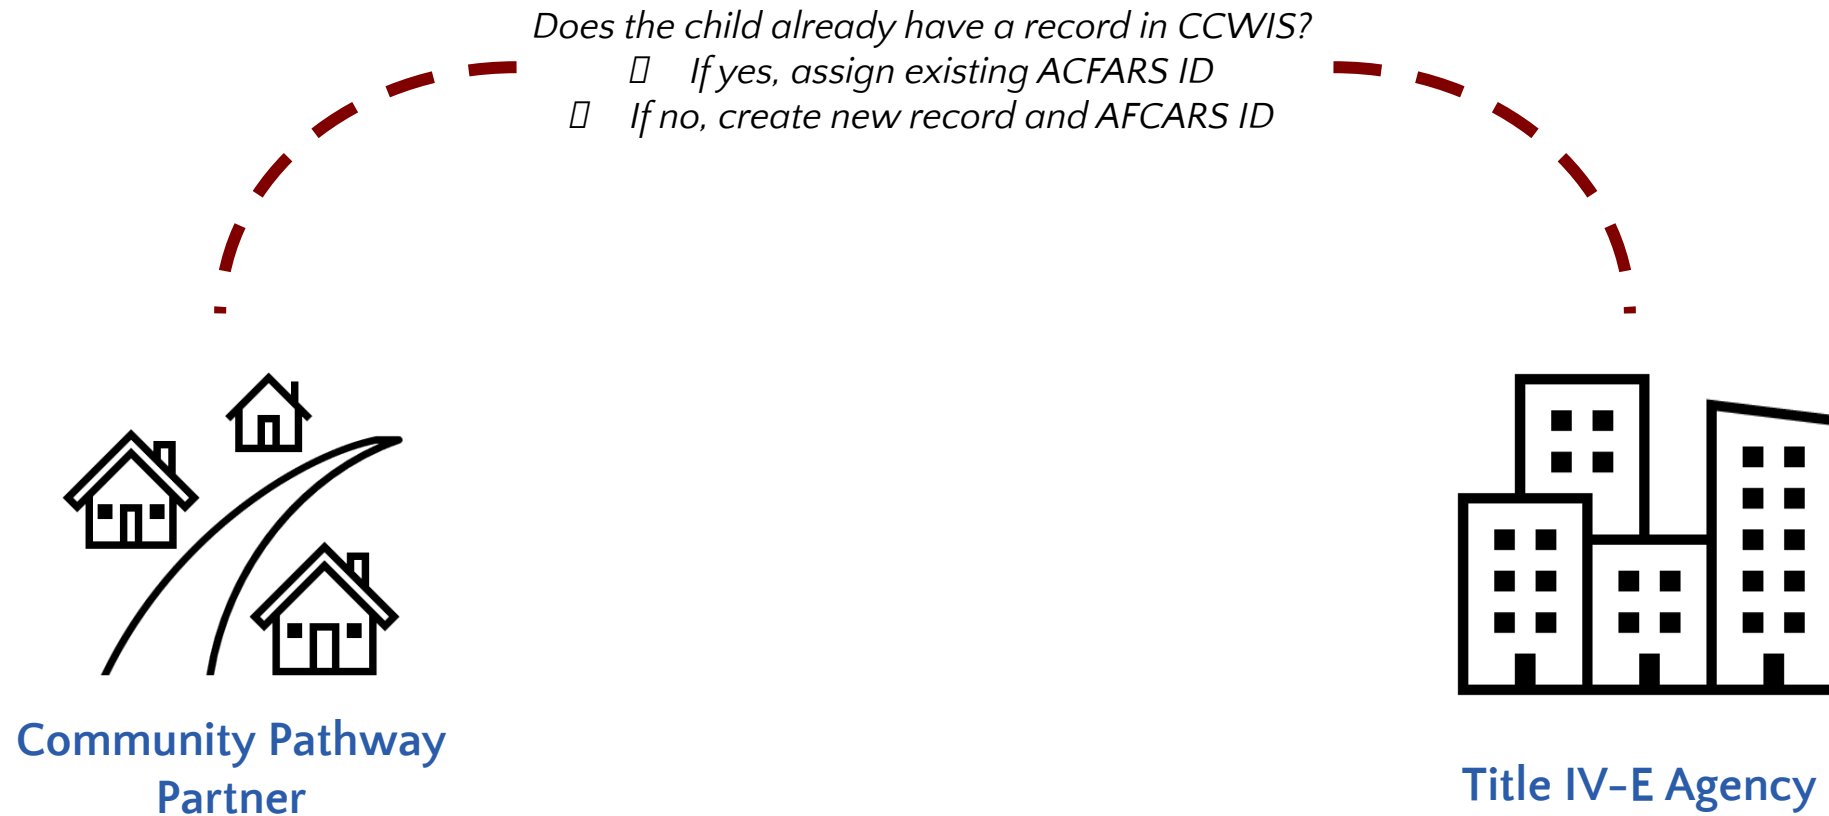 Does the child already have a record in CCWIS?
▯ If yes, assign existing ACFARS ID
▯ If no, create new record and AFCARS ID
Community Pathway
Partner
Title IV-E Agency